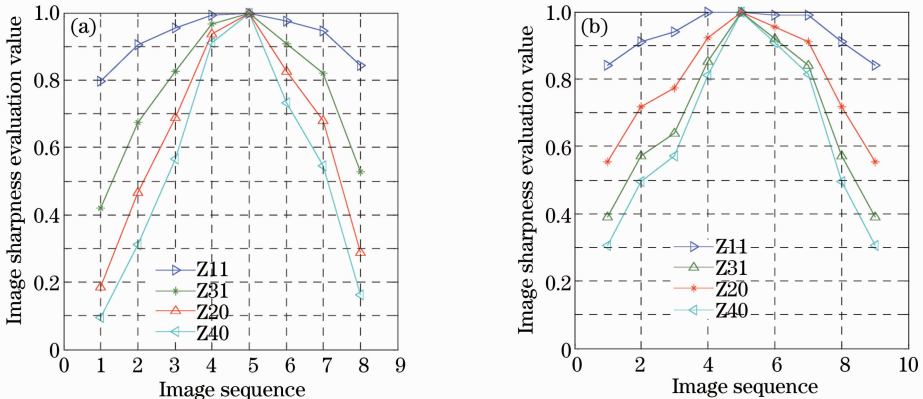 (a)
Image sharpness evaluation value
1.0
0.8
0.6
0.4
0.2
0
Z11
Z31
Z20
Z40
0 1 2 3 4 5 6 7 8 9
Image sequence
(b)
Image sharpness evaluation value
1.0
0.8
0.6
0.4
0.2
0
Z11
Z31
Z20
Z40
0 2 4 6 8 10
Image sequence